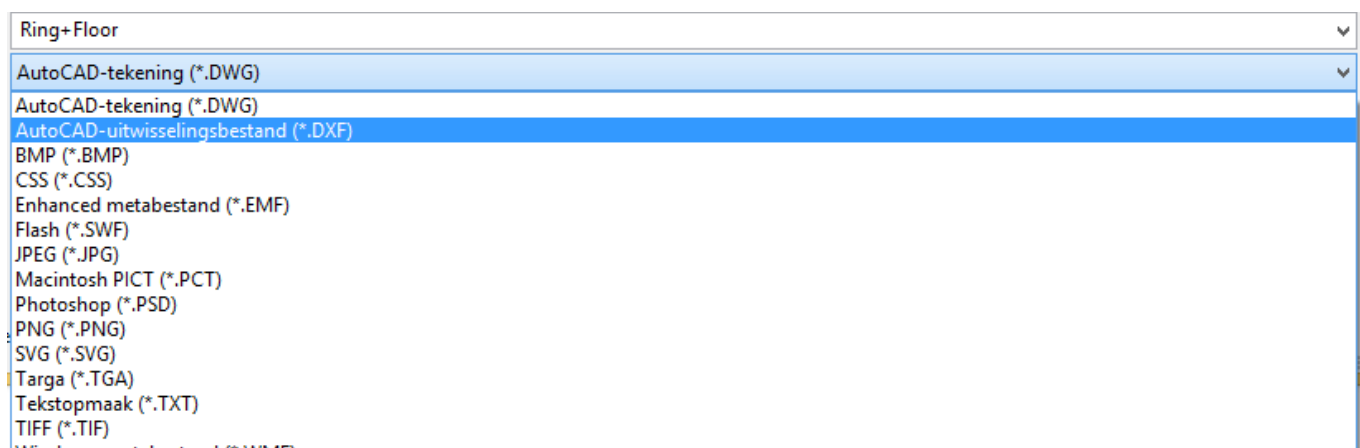 Ring+Floor
AutoCAD-tekening (*.DWG)
AutoCAD-tekening (*.DWG)
AutoCAD-uitwisselingsbestand (*.DXF)
BMP (*.BMP)
CSS (*.CSS)
Enhanced metabestand (*.EMF)
Flash (*.SWF)
JPEG (*.JPG)
Macintosh PICT (*.PCT)
Photoshop (*.PSD)
PNG (*.PNG)
SVG (*.SVG)
Targa (*.TGA)
Tekstopmaak (*.TXT)
TIFF (*.TIF)